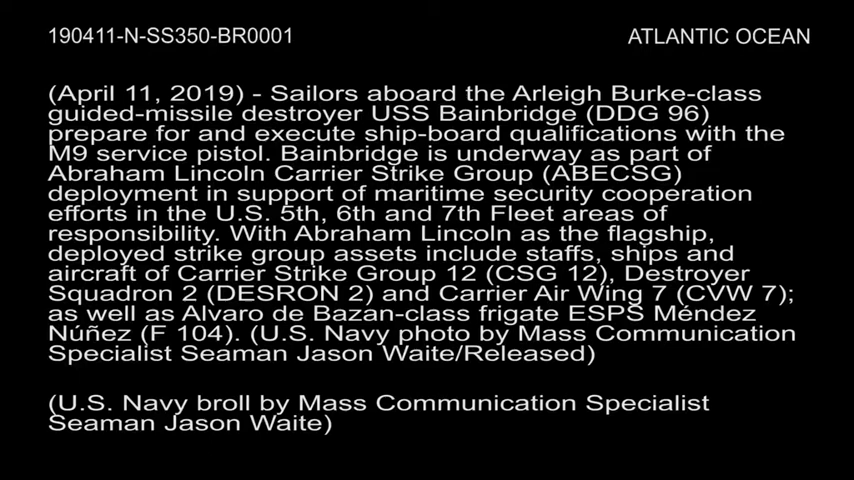 190411-N-SS350-BR0001 ATLANTIC OCEAN
(April 11, 2019) - Sailors aboard the Arleigh Burke-class
guided-missile destroyer USS Bainbridge (DDG 96)
prepare for and execute ship-board qualifications with the
M9 service pistol. Bainbridge is underway as part of
Abraham Lincoln Carrier Strike Group (ABECSG)
deployment in support of maritime security cooperation
efforts in the U.S. 5th, 6th and 7th Fleet areas of
responsibility. With Abraham Lincoln as the flagship,
deployed strike group assets include staffs, ships and
aircraft of Carrier Strike Group 12 (CSG 12), Destroyer
Squadron 2 (DESRON 2) and Carrier Air Wing 7 (CVW 7);
as well as Alvaro de Bazan-class frigate ESPS Méndez
Núñez (F 104). (U.S. Navy photo by Mass Communication
Specialist Seaman Jason Waite/Released)
(U.S. Navy broll by Mass Communication Specialist
Seaman Jason Waite)